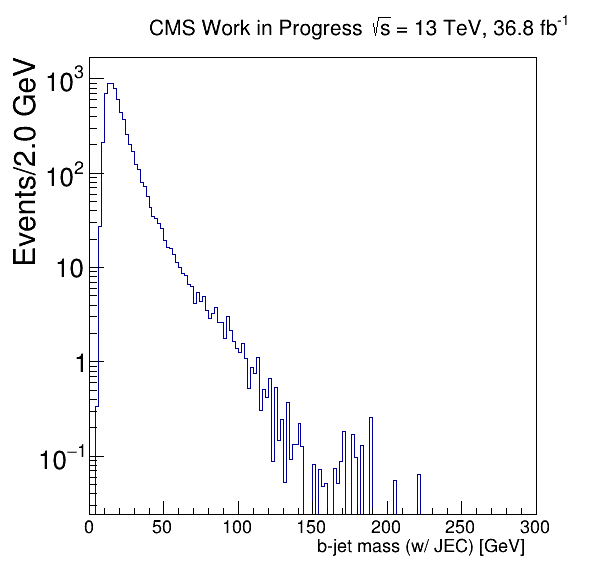 CMS Work in Progress √s = 13 TeV, 36.8 fb⁻¹
Events/2.0 GeV
10³
10²
10
1
10⁻¹
0 50 100 150 200 250 300
b-jet mass (w/ JEC) [GeV]